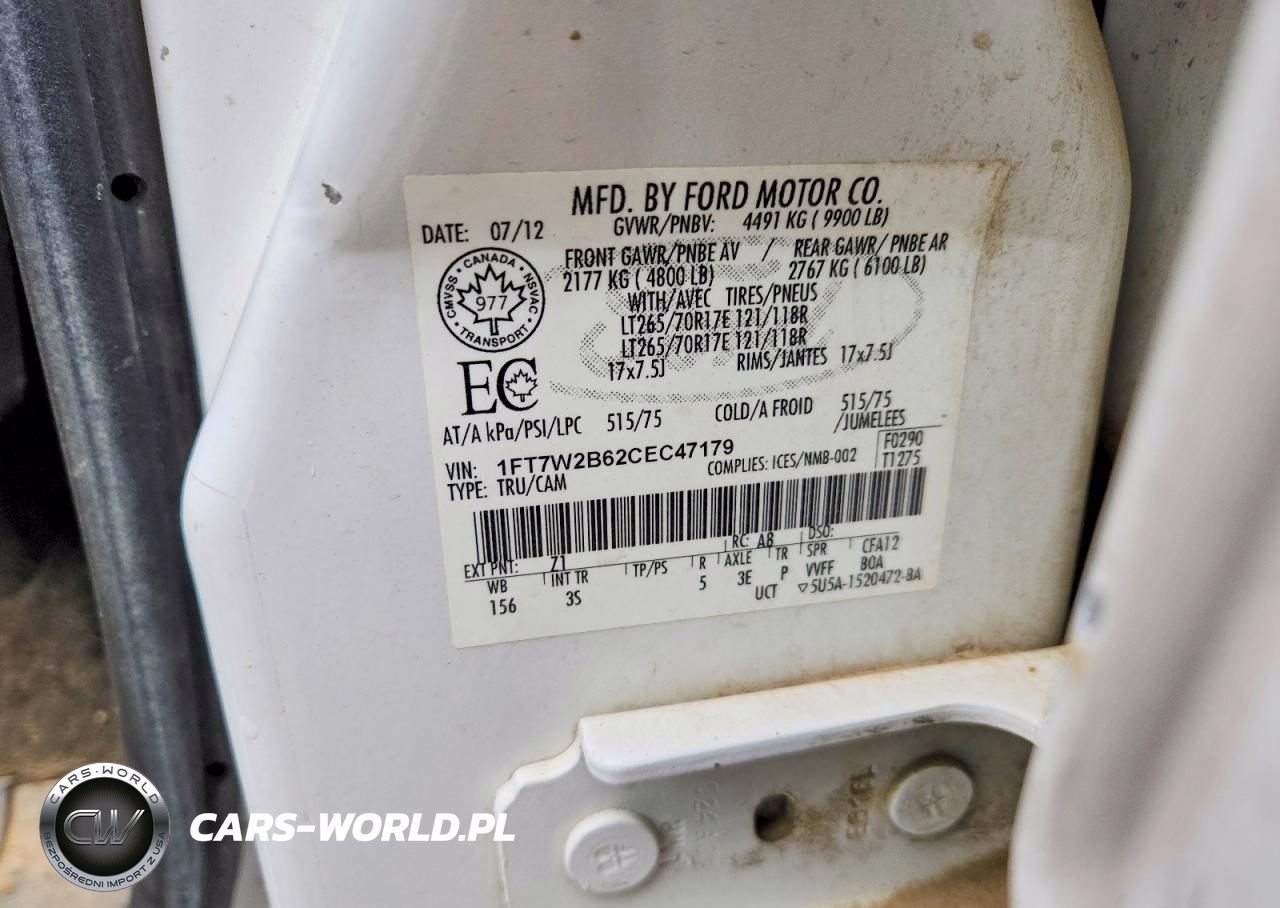 MFD. BY FORD MOTOR CO.
DATE: 07/12 GVWR/PNBV: 4491 KG ( 9900 LB)
FRONT GAWR/PNBE AV / REAR GAWR/ PNBE AR
2177 KG ( 4800 LB) 2767 KG ( 6100 LB)
WITH/AVEC TIRES/PNEUS
LT265/70R17E 121/118R
LT265/70R17E 121/118R
17x7.5J RIMS/JANTES 17x7.5J
CMVSS • CANADA • NSVAC • TRANSPORT •
977
EC
AT/A kPa/PSI/LPC 515/75 COLD/A FROID 515/75
/JUMELEES
VIN: 1FT7W2B62CEC47179 F0290
TYPE: TRU/CAM COMPLIES: ICES/NMB-002 T1275
EXT PNT: Z1 RC: A8 DSO:
WB INT TR TP/PS R AXLE TR SPR CFA12
156 3S 5 3E P VVFF BOA
UCT ▽5U5A-1520472-BA
CARS-WORLD
CW
BEZPOŚREDNI IMPORT Z USA
CARS-WORLD.PL